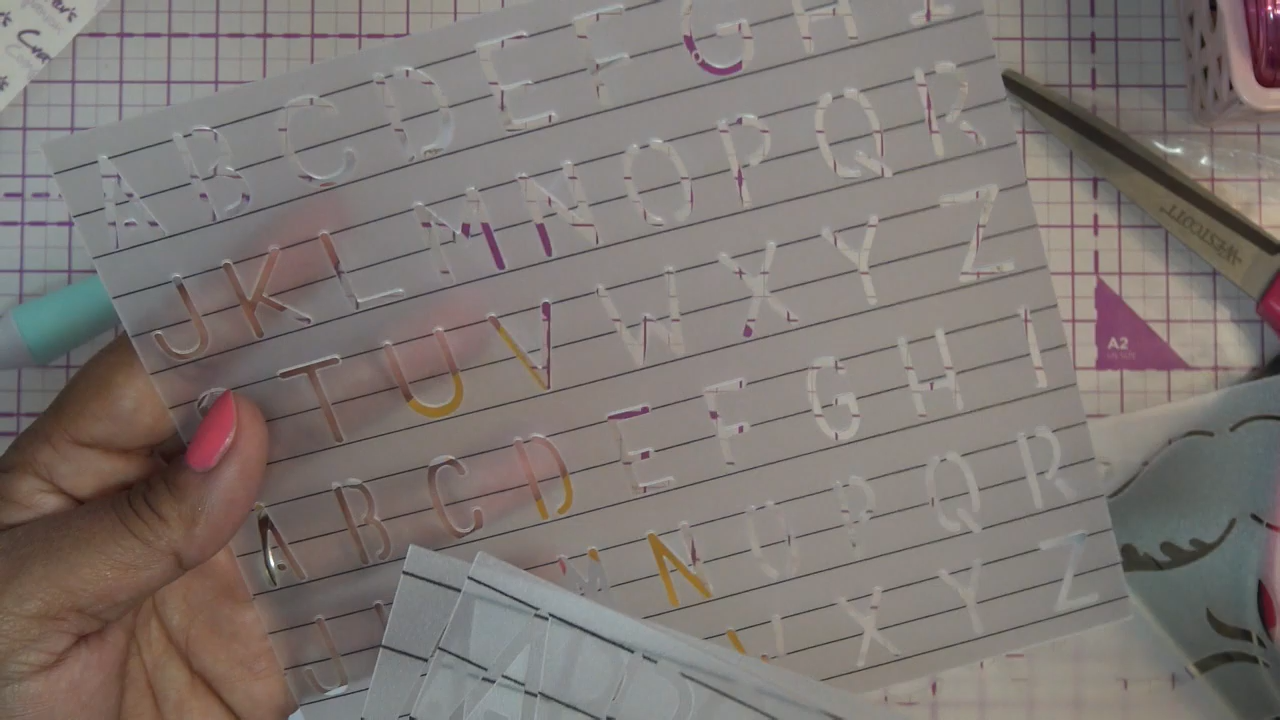 A B C D E F G H I
J K L M N O P Q R
T U V W X Y Z
A B C D E F G H I
J M N O P Q R
X Y Z
WESTCOTT
A2